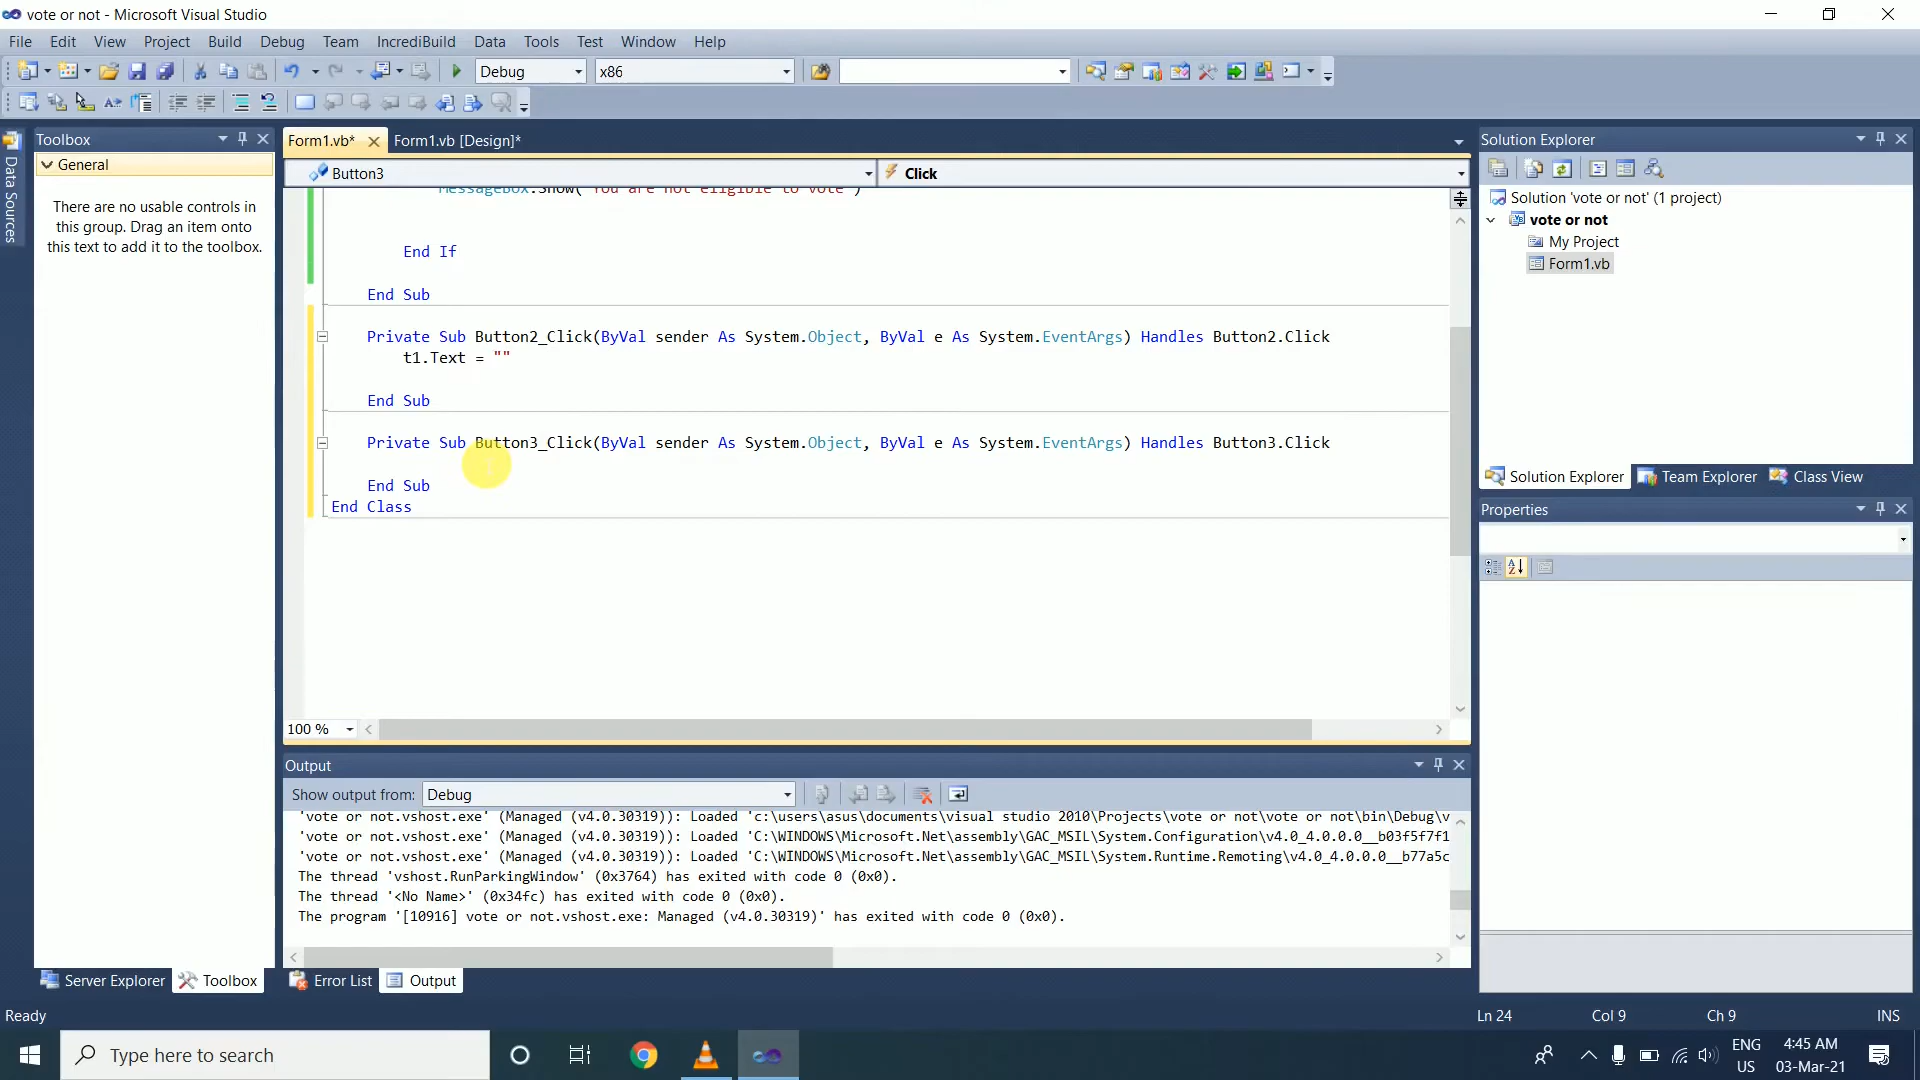 vote or not - Microsoft Visual Studio
File Edit View Project Build Debug Team IncrediBuild Data Tools Test Window Help
Debug x86
Toolbox
General
There are no usable controls in
this group. Drag an item onto
this text to add it to the toolbox.
Data Sources
Form1.vb* Form1.vb [Design]*
Button3 Click
MessageBox.Show("You are not eligible to vote")
End If
End Sub
Private Sub Button2_Click(ByVal sender As System.Object, ByVal e As System.EventArgs) Handles Button2.Click
t1.Text = ""
End Sub
Private Sub Button3_Click(ByVal sender As System.Object, ByVal e As System.EventArgs) Handles Button3.Click
End Sub
End Class
100 %
Solution Explorer
Solution 'vote or not' (1 project)
vote or not
My Project
Form1.vb
Solution Explorer Team Explorer Class View
Properties
Output
Show output from: Debug
'vote or not.vshost.exe' (Managed (v4.0.30319)): Loaded 'c:\users\asus\documents\visual studio 2010\Projects\vote or not\vote or not\bin\Debug\v
'vote or not.vshost.exe' (Managed (v4.0.30319)): Loaded 'C:\WINDOWS\Microsoft.Net\assembly\GAC_MSIL\System.Configuration\v4.0_4.0.0.0__b03f5f7f1
'vote or not.vshost.exe' (Managed (v4.0.30319)): Loaded 'C:\WINDOWS\Microsoft.Net\assembly\GAC_MSIL\System.Runtime.Remoting\v4.0_4.0.0.0__b77a5c
The thread 'vshost.RunParkingWindow' (0x3764) has exited with code 0 (0x0).
The thread '<No Name>' (0x34fc) has exited with code 0 (0x0).
The program '[10916] vote or not.vshost.exe: Managed (v4.0.30319)' has exited with code 0 (0x0).
Server Explorer Toolbox Error List Output
Ready Ln 24 Col 9 Ch 9 INS
Type here to search
ENG
US
4:45 AM
03-Mar-21